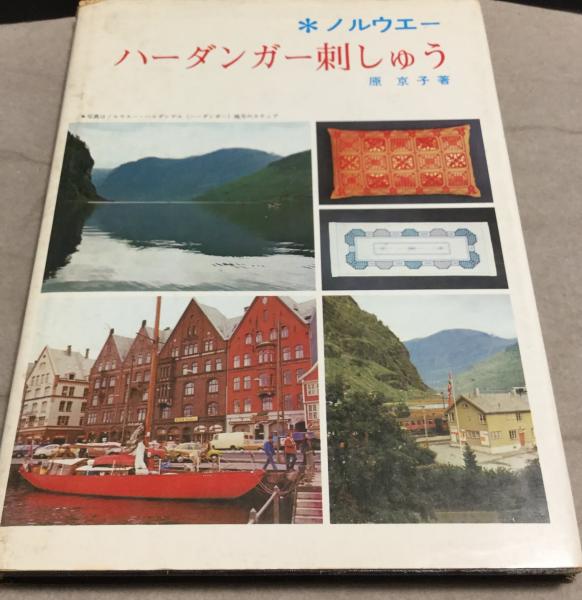 ＊ノルウエー
ハーダンガー刺しゅう
原 京子著